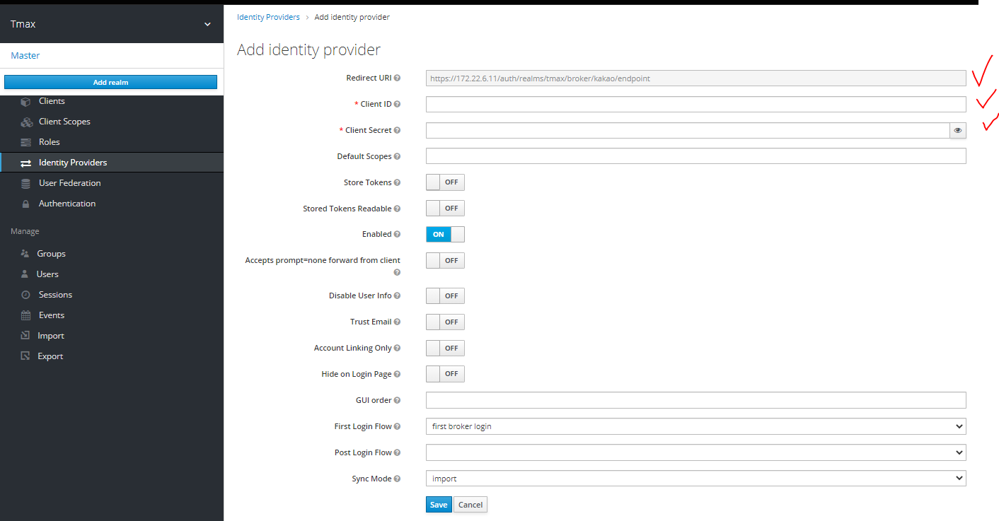 Tmax
Master
Add realm
Clients
Client Scopes
Roles
Identity Providers
User Federation
Authentication
Manage
Groups
Users
Sessions
Events
Import
Export
Identity Providers > Add identity provider
Add identity provider
Redirect URI https://172.22.6.11/auth/realms/tmax/broker/kakao/endpoint
* Client ID
* Client Secret
Default Scopes
Store Tokens OFF
Stored Tokens Readable OFF
Enabled ON
Accepts prompt=none forward from client OFF
Disable User Info OFF
Trust Email OFF
Account Linking Only OFF
Hide on Login Page OFF
GUI order
First Login Flow first broker login
Post Login Flow
Sync Mode import
Save Cancel